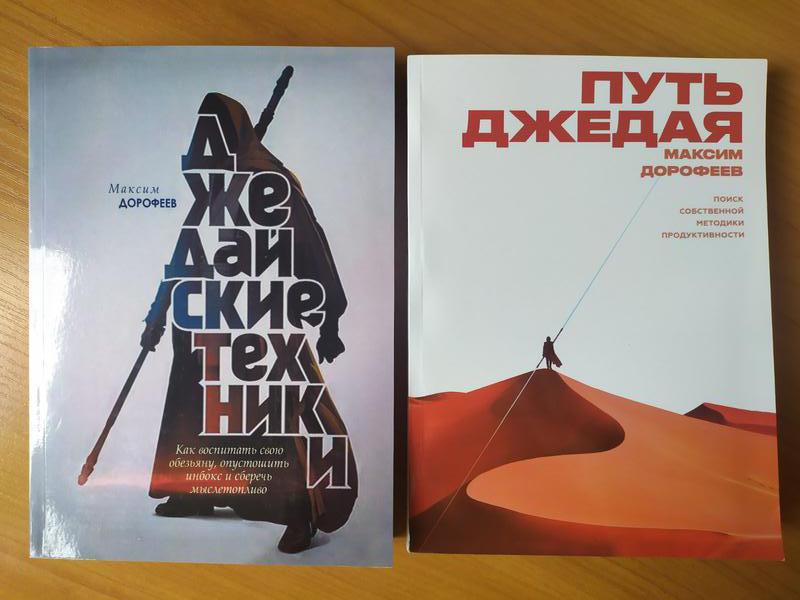 Максим
ДОРОФЕЕВ
Д
же
дай
ские
тех
ник
и
Как воспитать свою
обезьяну, опустошить
инбокс и сберечь
мыслетопливо
ПУТЬ
ДЖЕДАЯ
МАКСИМ
ДОРОФЕЕВ
ПОИСК
СОБСТВЕННОЙ
МЕТОДИКИ
ПРОДУКТИВНОСТИ